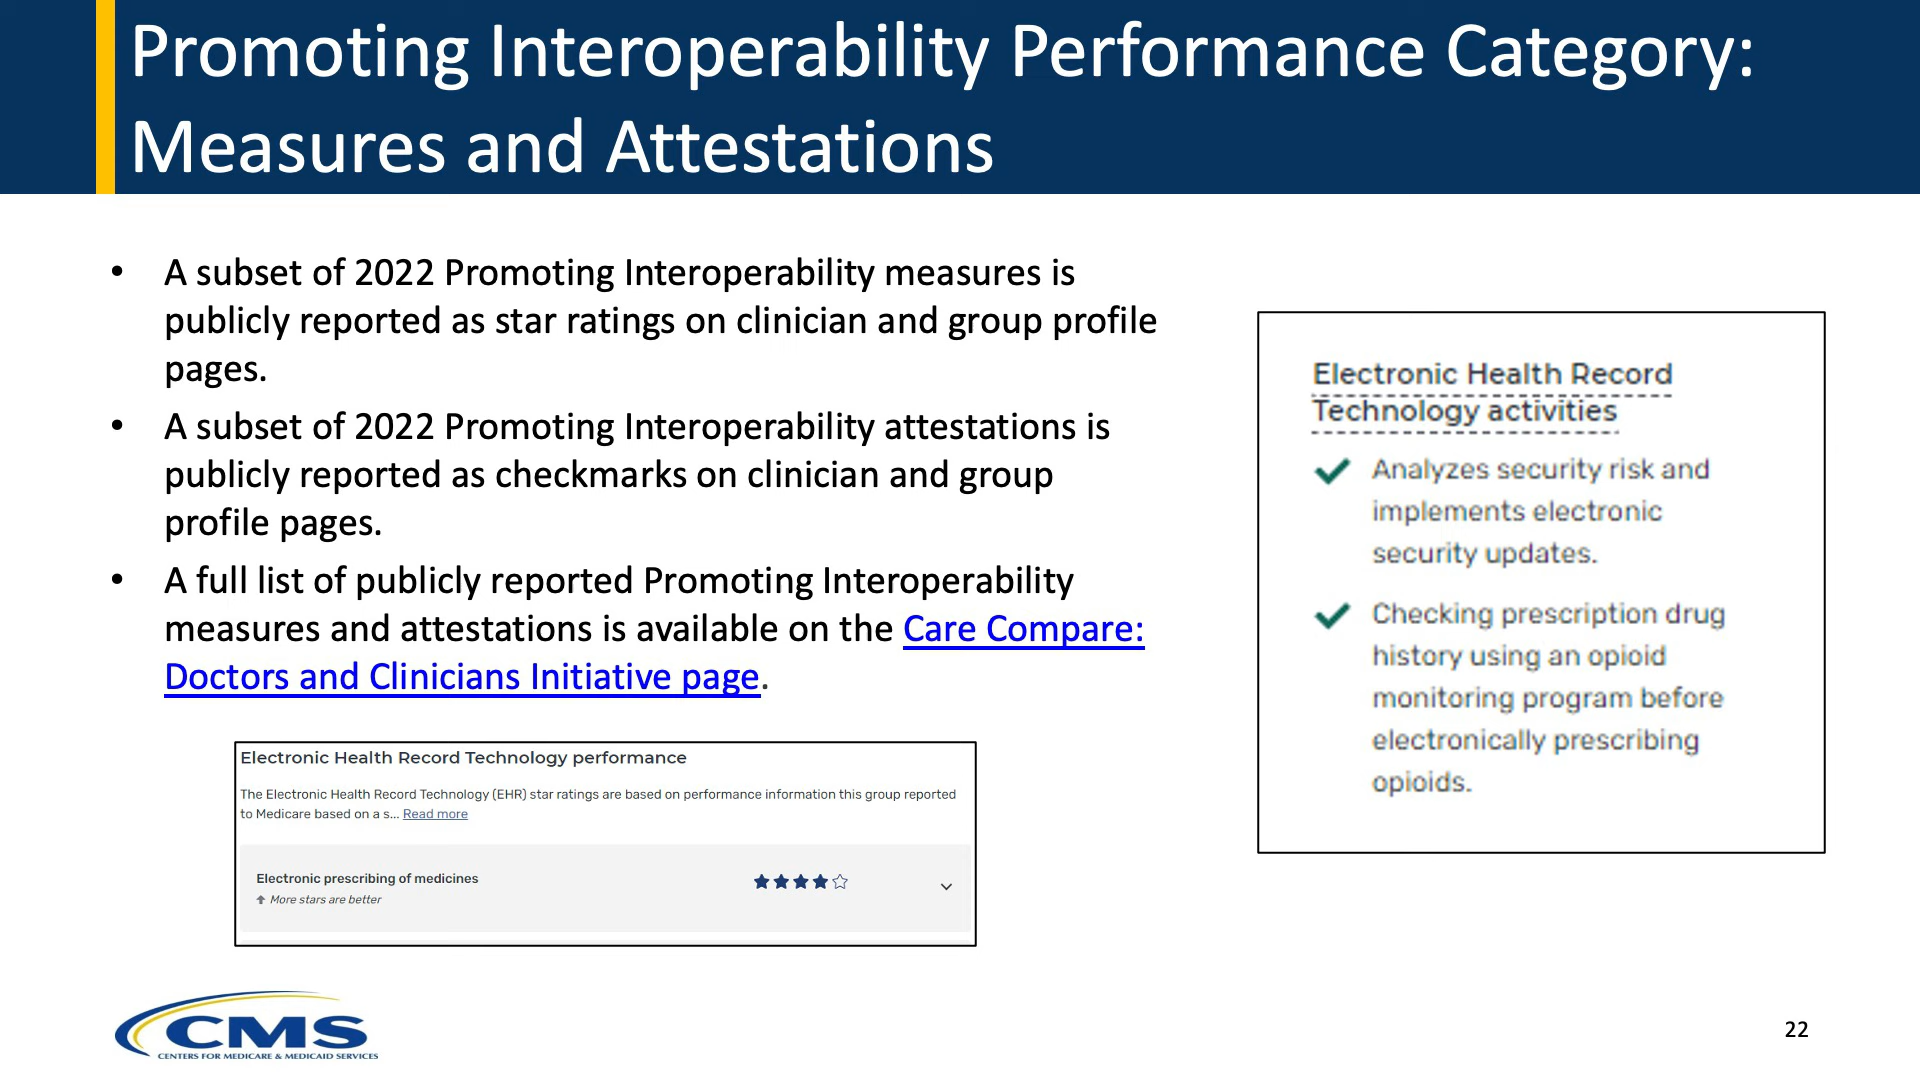 Promoting Interoperability Performance Category:
Measures and Attestations
• A subset of 2022 Promoting Interoperability measures is
publicly reported as star ratings on clinician and group profile
pages.
• A subset of 2022 Promoting Interoperability attestations is
publicly reported as checkmarks on clinician and group
profile pages.
• A full list of publicly reported Promoting Interoperability
measures and attestations is available on the Care Compare:
Doctors and Clinicians Initiative page.
Electronic Health Record Technology performance
The Electronic Health Record Technology (EHR) star ratings are based on performance information this group reported
to Medicare based on a s... Read more
Electronic prescribing of medicines
More stars are better
Electronic Health Record
Technology activities
Analyzes security risk and
implements electronic
security updates.
Checking prescription drug
history using an opioid
monitoring program before
electronically prescribing
opioids.
CMS
CENTERS FOR MEDICARE & MEDICAID SERVICES
22